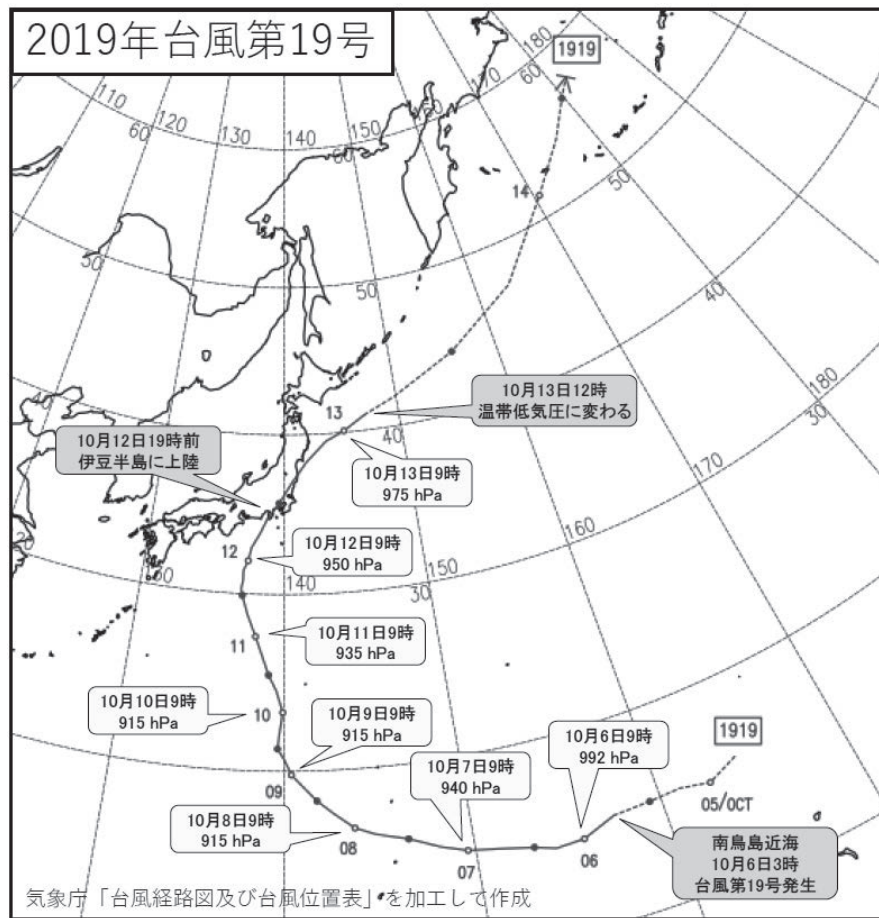 2019年台風第19号
1919
180
60
110
120
130
140
150
160
170
60
60
14
50
50
50
40
180
30
10月13日12時
温帯低気圧に変わる
13
10月12日19時前
伊豆半島に上陸
40
10月13日9時
975 hPa
170
160
12
10月12日9時
950 hPa
140
150
30
11
10月11日9時
935 hPa
10月10日9時
915 hPa
10
10月9日9時
915 hPa
10月6日9時
992 hPa
1919
10月7日9時
940 hPa
09
05/OCT
10月8日9時
915 hPa
08
07
06
南鳥島近海
10月6日3時
台風第19号発生
気象庁「台風経路図及び台風位置表」を加工して作成